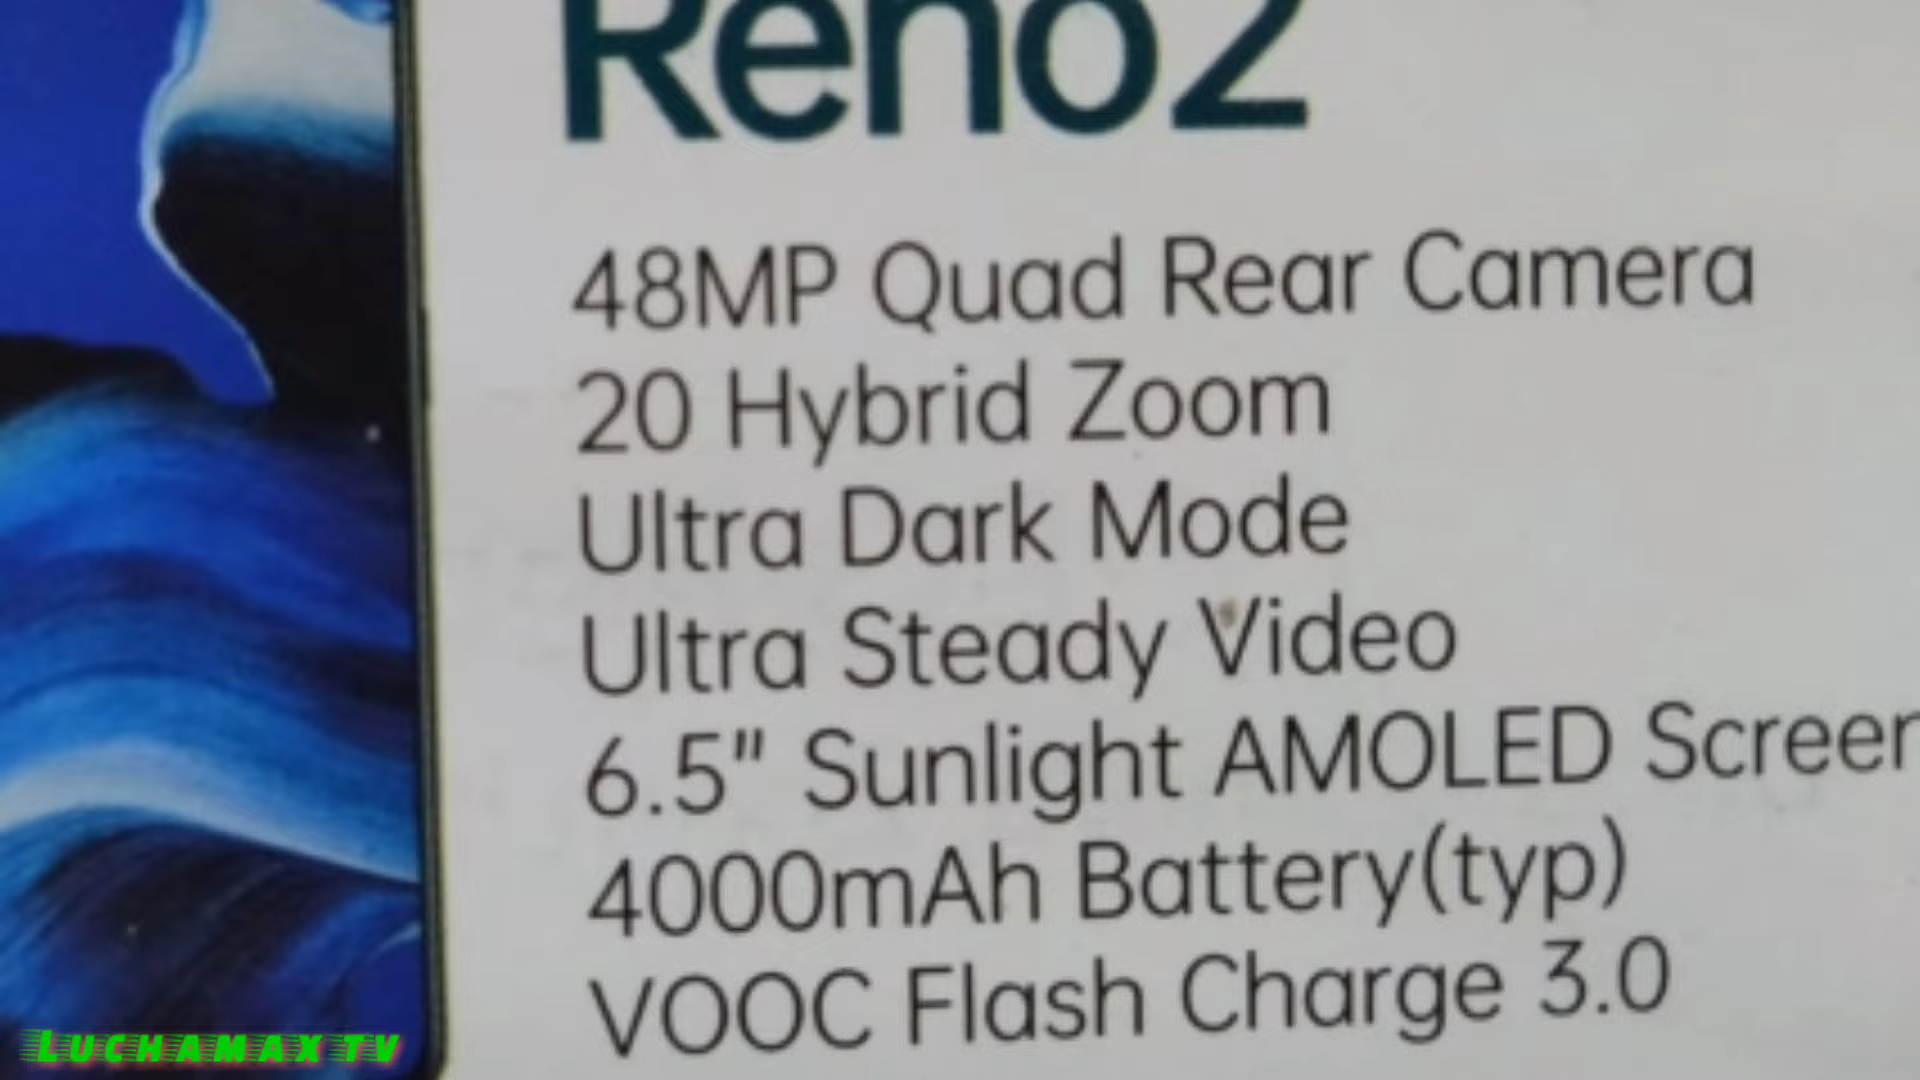 Reno2
48MP Quad Rear Camera
20 Hybrid Zoom
Ultra Dark Mode
Ultra Steady Video
6.5" Sunlight AMOLED Screen
4000mAh Battery(typ)
VOOC Flash Charge 3.0
LUCHAMAX TV